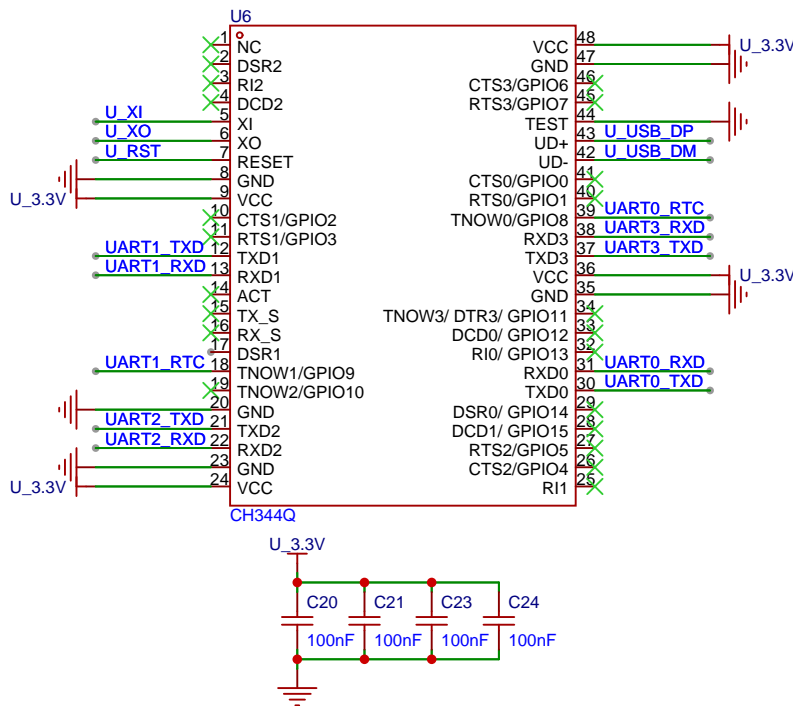 U6
1 NC
2 DSR2
3 RI2
4 DCD2
U_XI 5 XI
U_XO 6 XO
U_RST 7 RESET
8 GND
U_3.3V 9 VCC
10 CTS1/GPIO2
11 RTS1/GPIO3
UART1_TXD 12 TXD1
UART1_RXD 13 RXD1
14 ACT
15 TX_S
16 RX_S
17 DSR1
UART1_RTC 18 TNOW1/GPIO9
19 TNOW2/GPIO10
20 GND
UART2_TXD 21 TXD2
UART2_RXD 22 RXD2
23 GND
U_3.3V 24 VCC
VCC 48 U_3.3V
GND 47
CTS3/GPIO6 46
RTS3/GPIO7 45
TEST 44
UD+ 43 U_USB_DP
UD- 42 U_USB_DM
CTS0/GPIO0 41
RTS0/GPIO1 40
TNOW0/GPIO8 39 UART0_RTC
RXD3 38 UART3_RXD
TXD3 37 UART3_TXD
VCC 36 U_3.3V
GND 35
TNOW3/ DTR3/ GPIO11 34
DCD0/ GPIO12 33
RI0/ GPIO13 32
RXD0 31 UART0_RXD
TXD0 30 UART0_TXD
DSR0/ GPIO14 29
DCD1/ GPIO15 28
RTS2/GPIO5 27
CTS2/GPIO4 26
RI1 25
CH344Q
U_3.3V
C20 C21 C23 C24
100nF 100nF 100nF 100nF